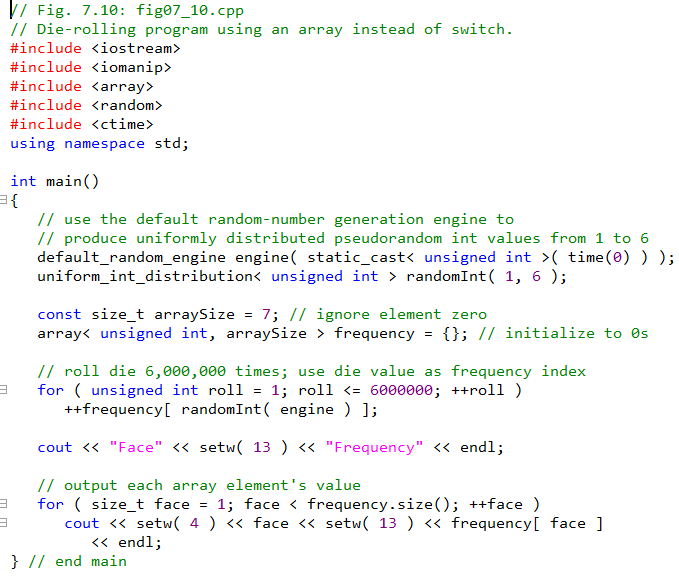 // Fig. 7.10: fig07_10.cpp
// Die-rolling program using an array instead of switch.
#include <iostream>
#include <iomanip>
#include <array>
#include <random>
#include <ctime>
using namespace std;

int main()
{
   // use the default random-number generation engine to
   // produce uniformly distributed pseudorandom int values from 1 to 6
   default_random_engine engine( static_cast< unsigned int >( time(0) ) );
   uniform_int_distribution< unsigned int > randomInt( 1, 6 );

   const size_t arraySize = 7; // ignore element zero
   array< unsigned int, arraySize > frequency = {}; // initialize to 0s

   // roll die 6,000,000 times; use die value as frequency index
   for ( unsigned int roll = 1; roll <= 6000000; ++roll )
      ++frequency[ randomInt( engine ) ];

   cout << "Face" << setw( 13 ) << "Frequency" << endl;

   // output each array element's value
   for ( size_t face = 1; face < frequency.size(); ++face )
      cout << setw( 4 ) << face << setw( 13 ) << frequency[ face ]
         << endl;
} // end main